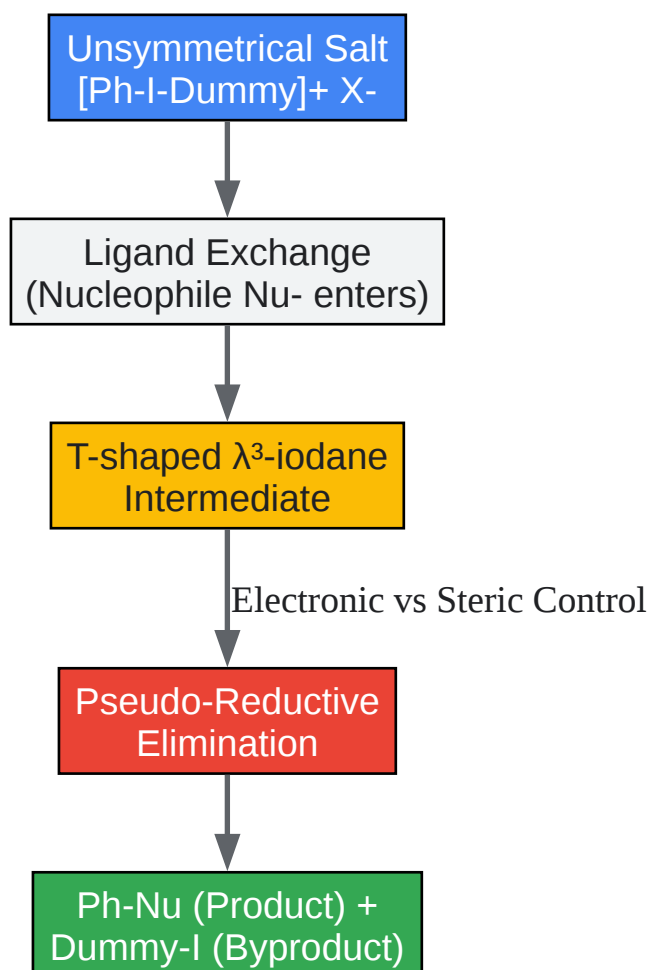 Unsymmetrical Salt
[Ph-I-Dummy]+ X-
Ligand Exchange
(Nucleophile Nu- enters)
T-shaped λ³-iodane
Intermediate
Electronic vs Steric Control
Pseudo-Reductive
Elimination
Ph-Nu (Product) +
Dummy-I (Byproduct)